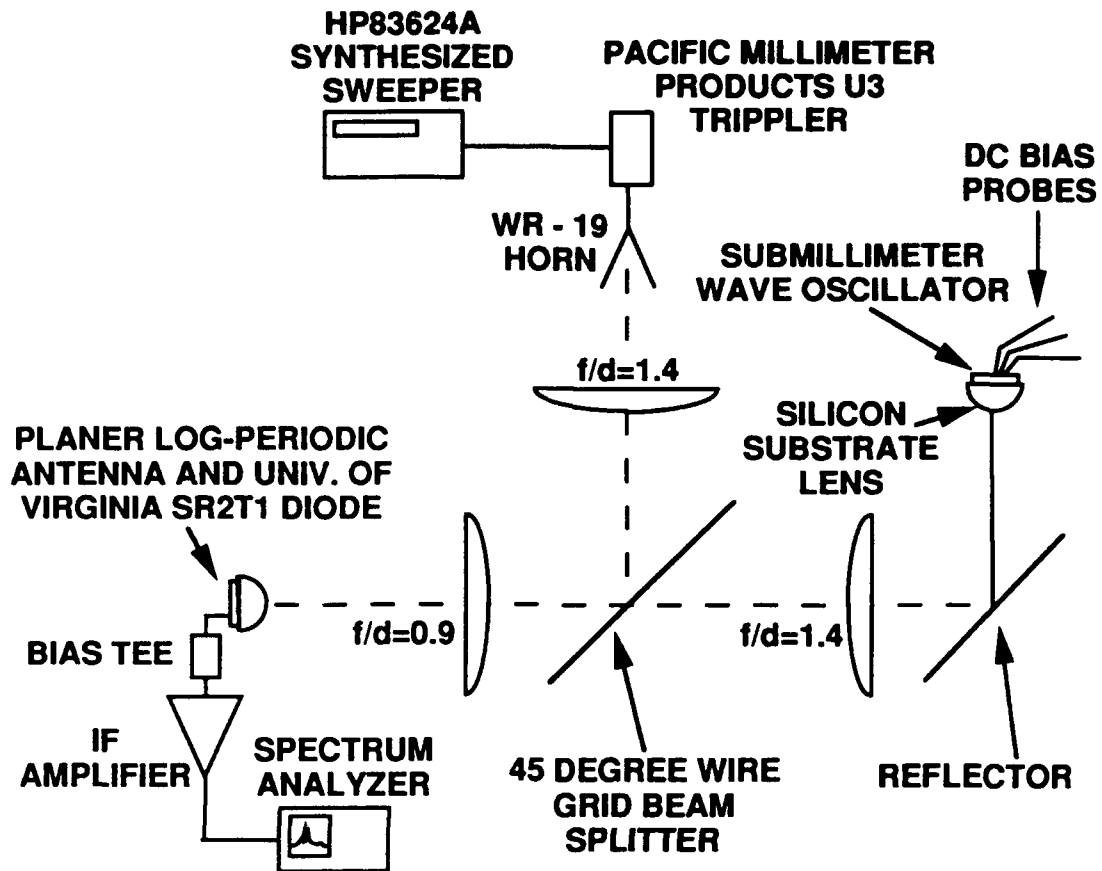 HP83624A
SYNTHESIZED
SWEEPER
PACIFIC MILLIMETER
PRODUCTS U3
TRIPPLER
DC BIAS
PROBES
WR - 19
HORN
SUBMILLIMETER
WAVE OSCILLATOR
f/d=1.4
SILICON
SUBSTRATE
LENS
PLANER LOG-PERIODIC
ANTENNA AND UNIV. OF
VIRGINIA SR2T1 DIODE
f/d=0.9
f/d=1.4
BIAS TEE
IF
AMPLIFIER
SPECTRUM
ANALYZER
45 DEGREE WIRE
GRID BEAM
SPLITTER
REFLECTOR